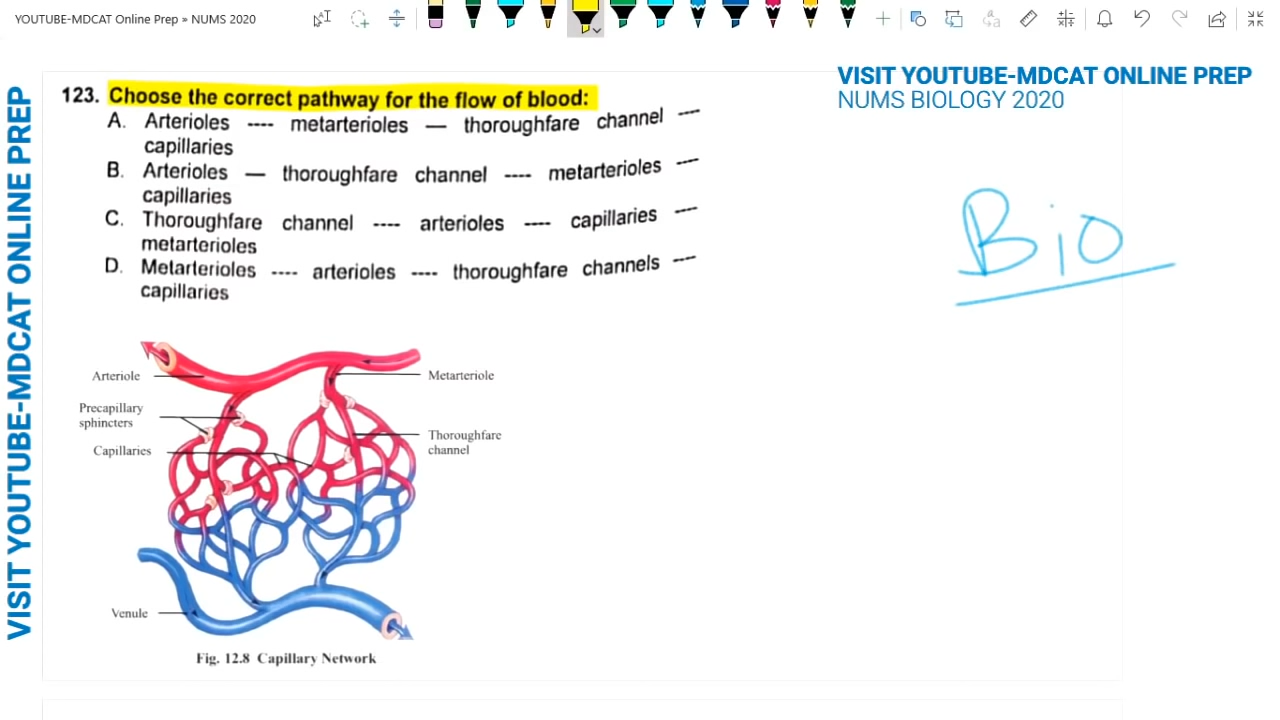 YOUTUBE-MDCAT Online Prep » NUMS 2020
VISIT YOUTUBE-MDCAT ONLINE PREP
NUMS BIOLOGY 2020
VISIT YOUTUBE-MDCAT ONLINE PREP
123. Choose the correct pathway for the flow of blood:
A. Arterioles ---- metarterioles — thoroughfare channel ----
capillaries
B. Arterioles — thoroughfare channel ---- metarterioles ----
capillaries
C. Thoroughfare channel ---- arterioles ---- capillaries ----
metarterioles
D. Metarterioles ---- arterioles ---- thoroughfare channels ----
capillaries
Bio
Arteriole
Metarteriole
Precapillary
sphincters
Thoroughfare
channel
Capillaries
Venule
Fig. 12.8 Capillary Network